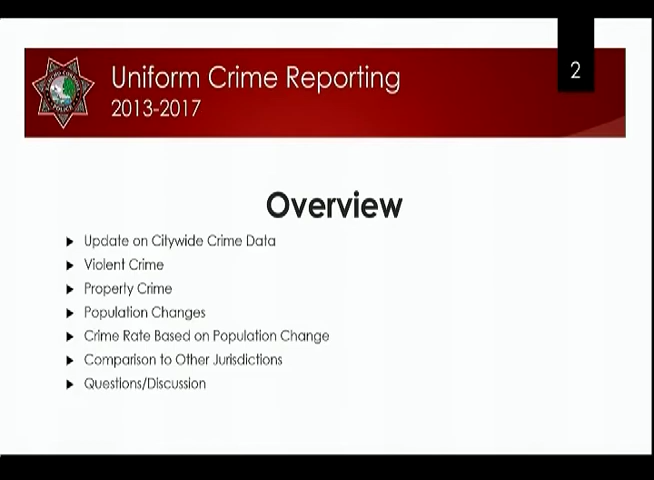 2
Uniform Crime Reporting
2013-2017
Overview
Update on Citywide Crime Data
Violent Crime
Property Crime
Population Changes
Crime Rate Based on Population Change
Comparison to Other Jurisdictions
Questions/Discussion